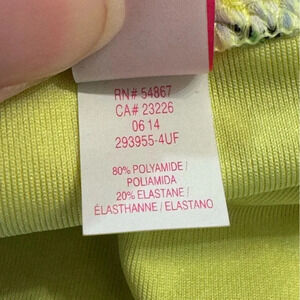 RN# 54867
CA# 23226
06 14
293955-4UF
80% POLYAMIDE /
POLIAMIDA
20% ELASTANE /
ÉLASTHANNE / ELASTANO